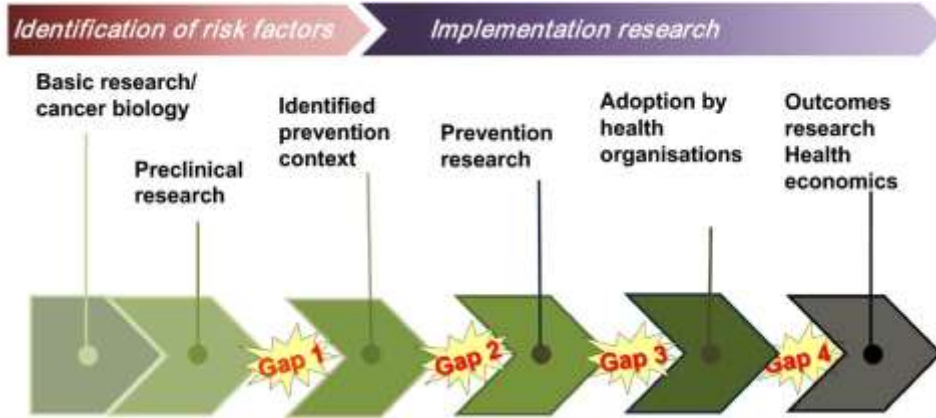 Identification of risk factors
Implementation research
Basic research/
cancer biology
Preclinical
research
Identified
prevention
context
Prevention
research
Adoption by
health
organisations
Outcomes
research
Health
economics
Gap 1
Gap 2
Gap 3
Gap 4